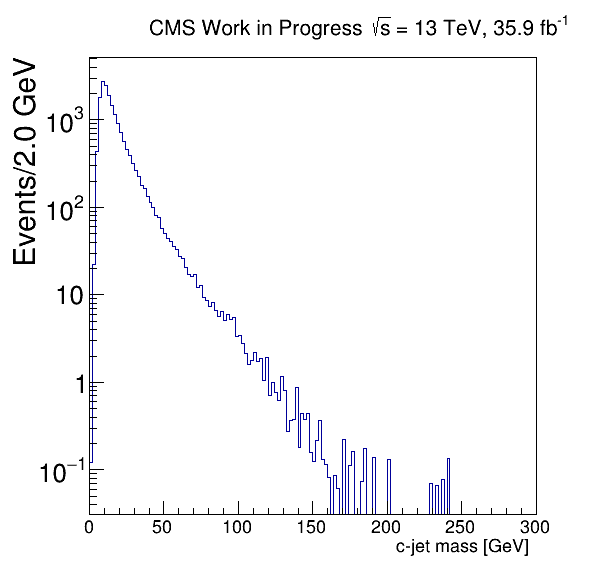 CMS Work in Progress √s = 13 TeV, 35.9 fb⁻¹
Events/2.0 GeV
10³
10²
10
1
10⁻¹
0 50 100 150 200 250 300
c-jet mass [GeV]